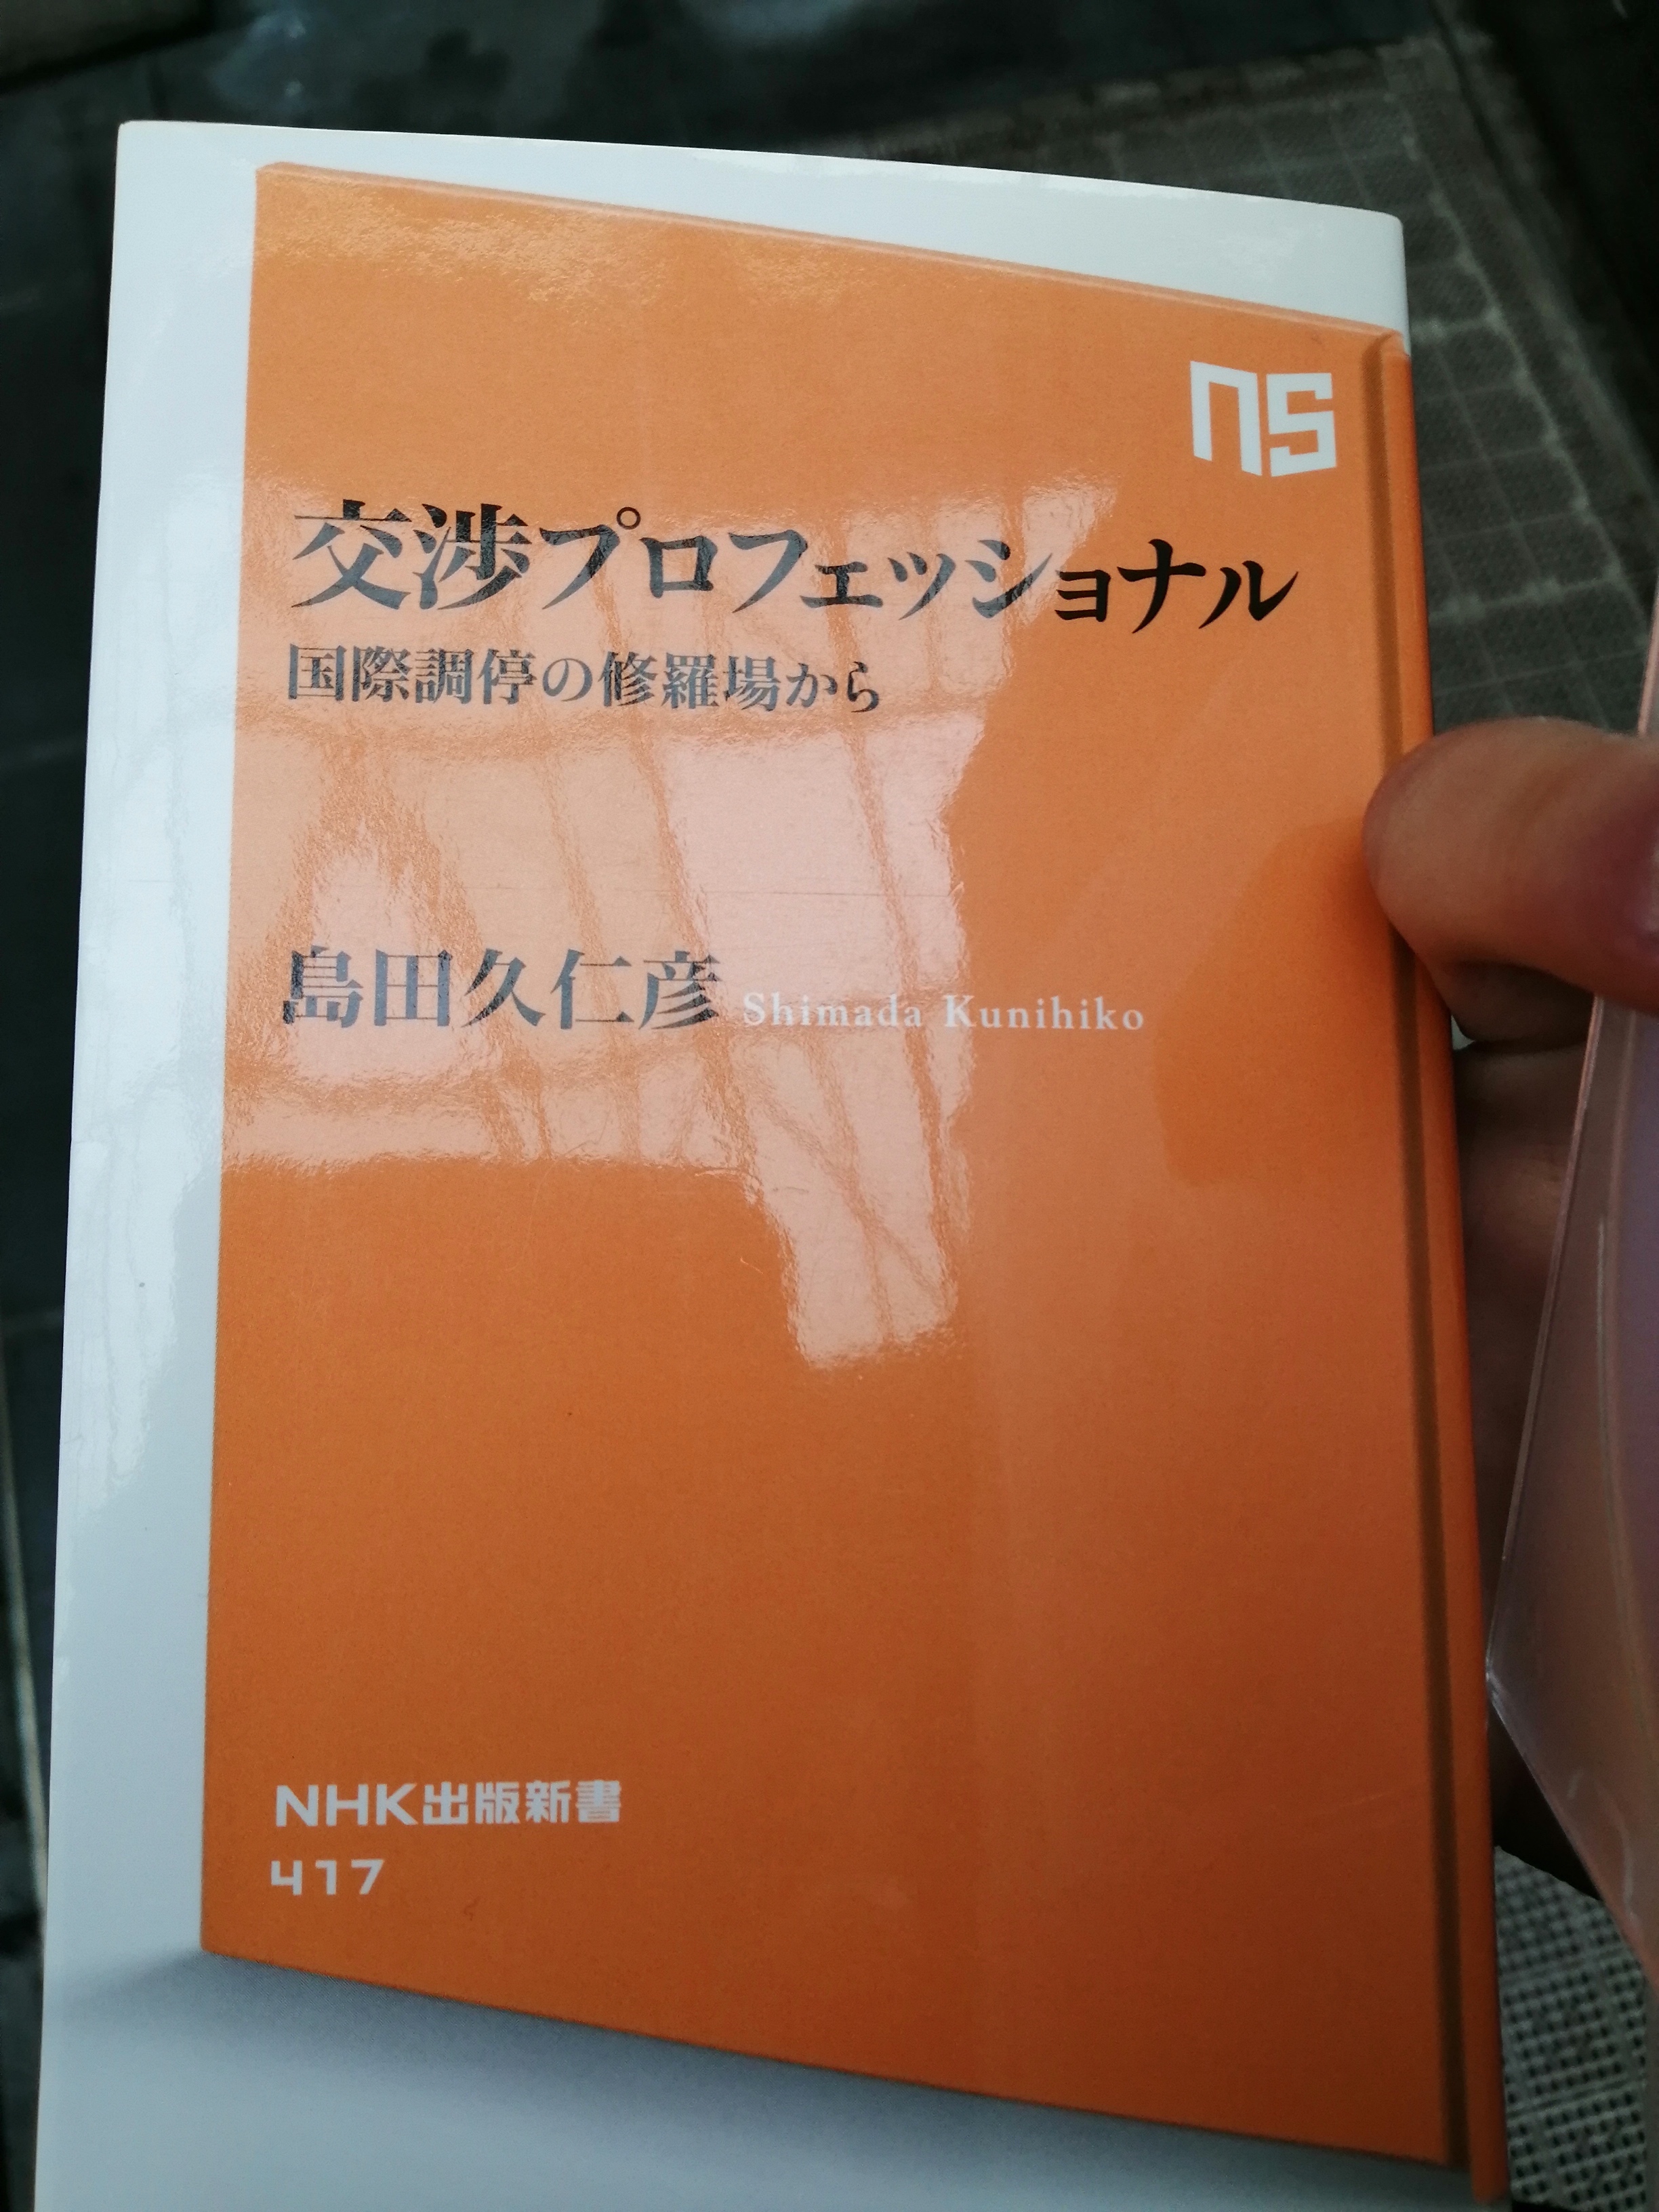 NS
交渉プロフェッショナル
国際調停の修羅場から
島田久仁彦 Shimada Kunihiko
NHK出版新書
417